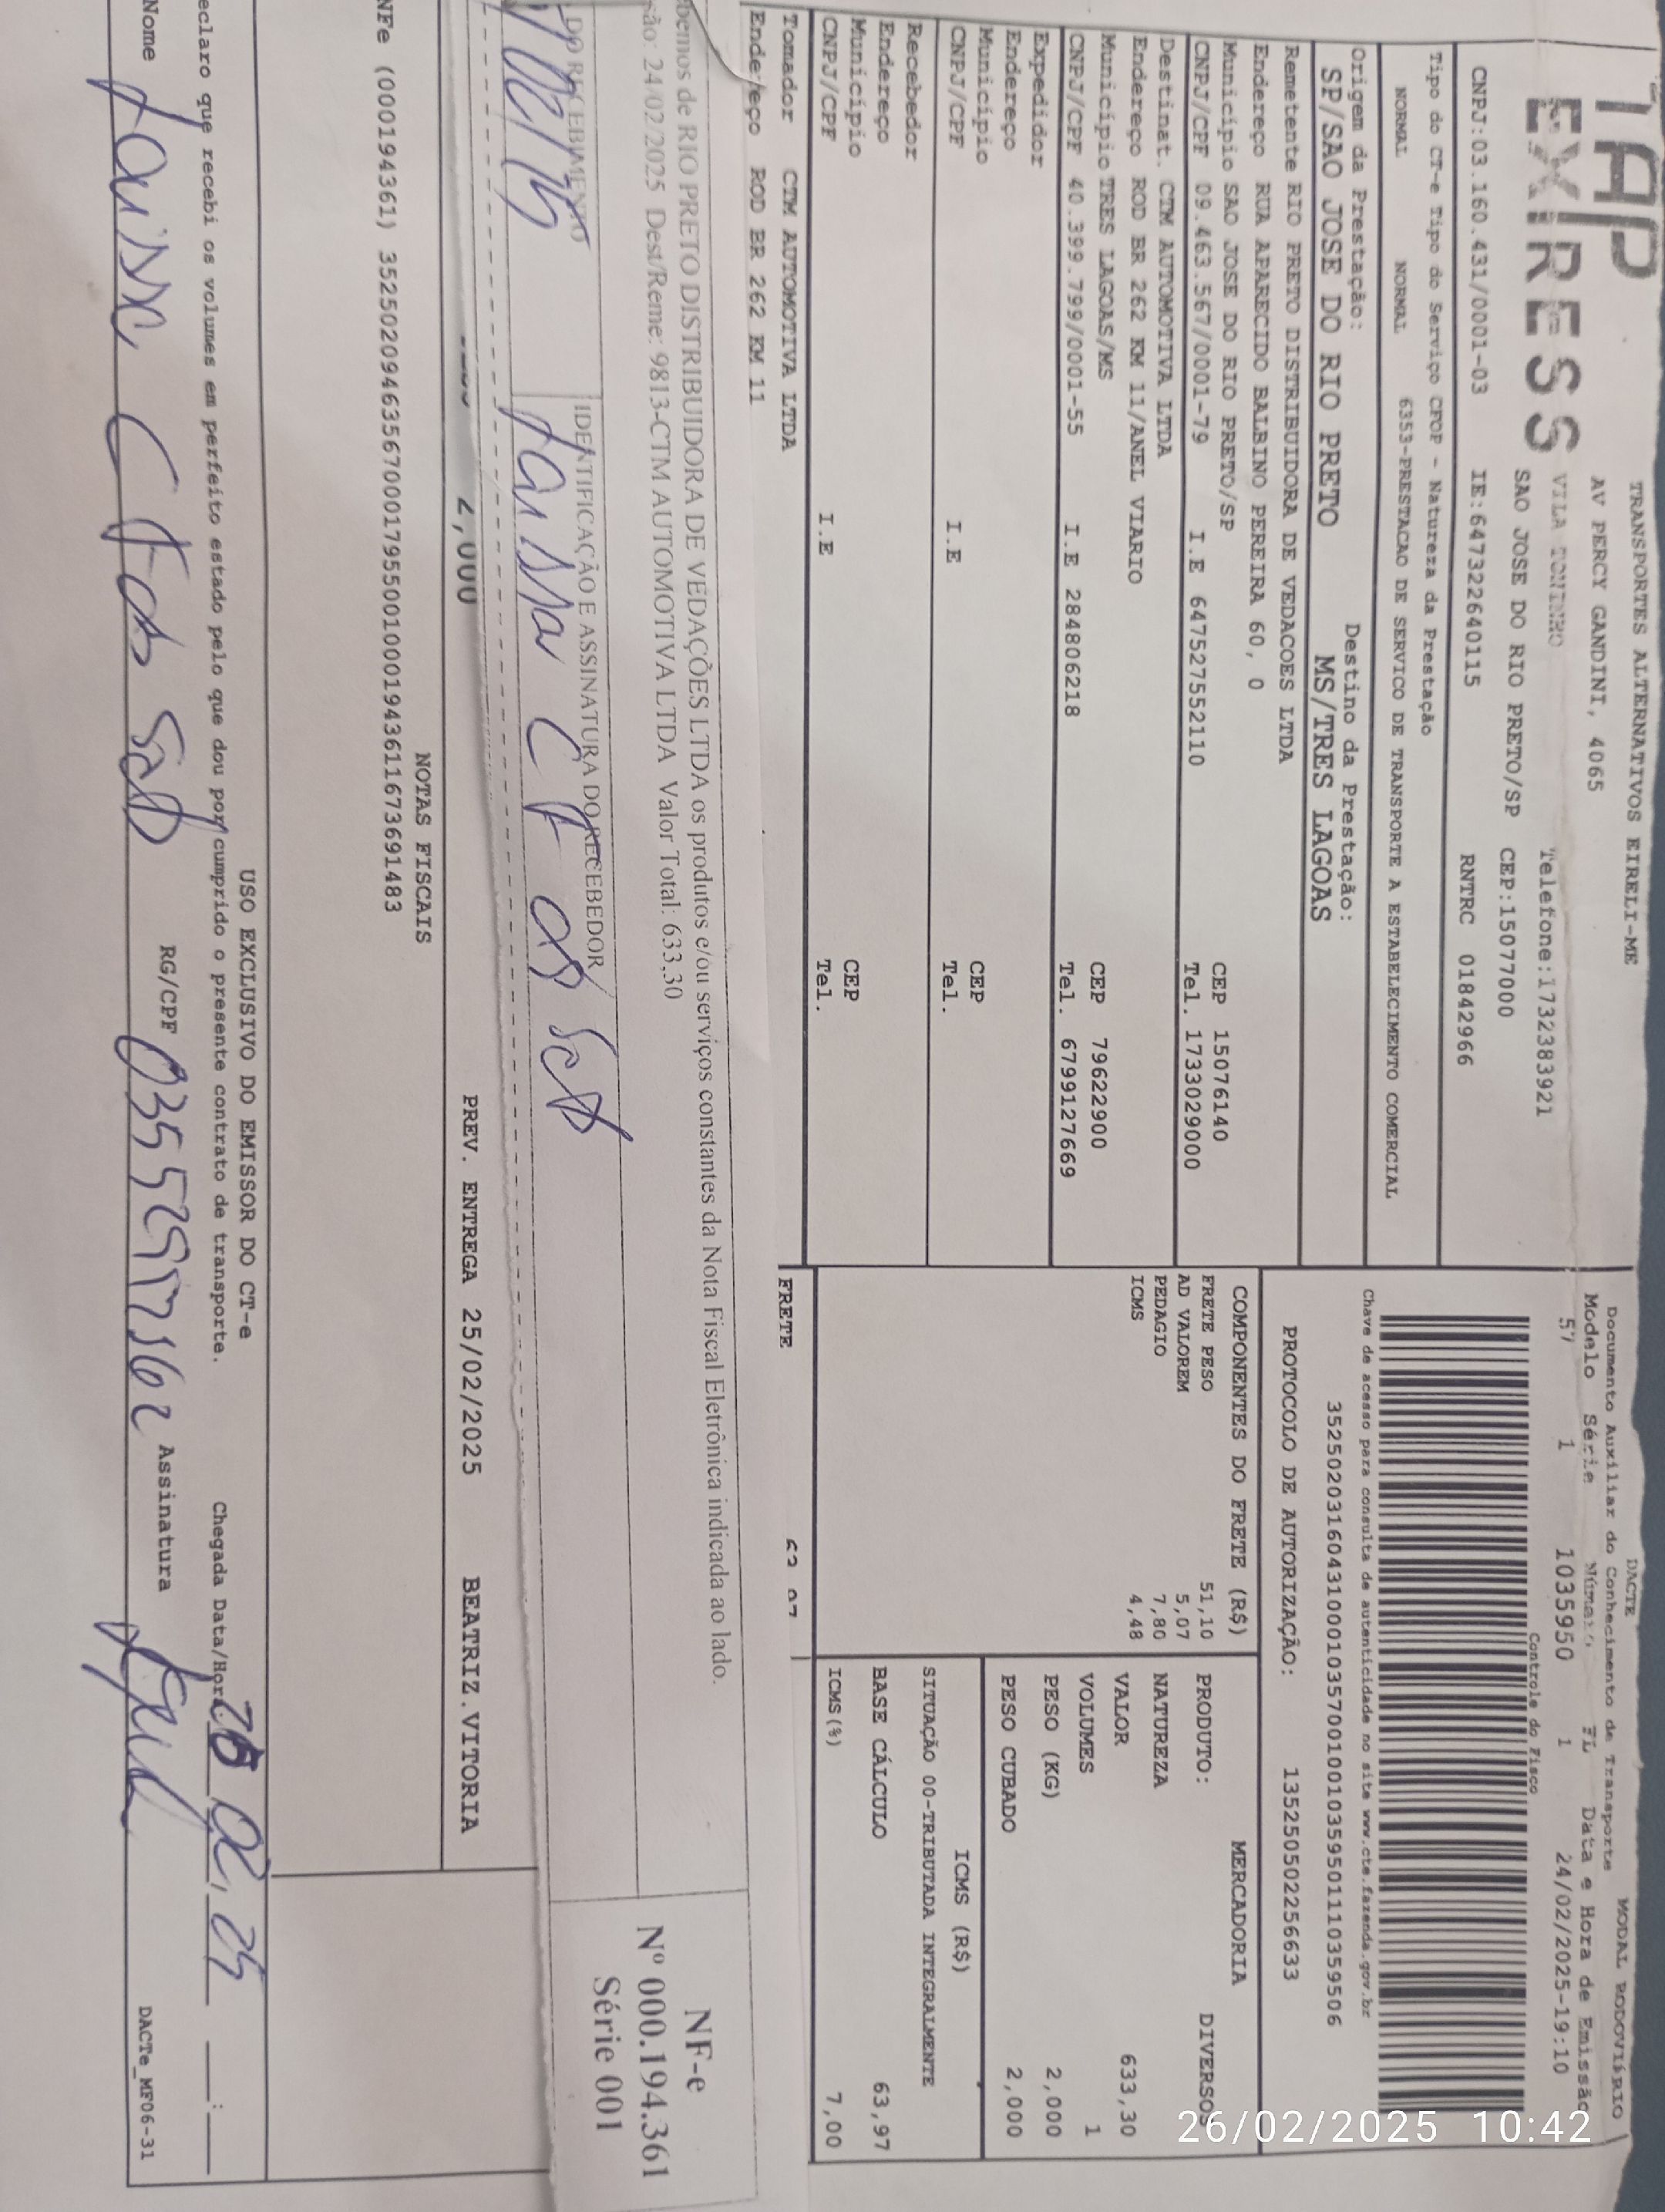 TAP
EXPRESS
TRANSPORTES ALTERNATIVOS EIRELI-ME
AV PERCY GANDINI, 4065
VILA TONINHO
Telefone:1732383921
SAO JOSE DO RIO PRETO/SP CEP:15077000
CNPJ:03.160.431/0001-03 IE:647322640115 RNTRC 01842966
DACTE
Documento Auxiliar do Conhecimento de Transporte
MODAL RODOVIÁRIO
Modelo Série Número FL Data e Hora de Emissão
57 1 1035950 1 24/02/2025-19:10
Controle do Fisco
Tipo do CT-e Tipo do Serviço CFOP - Natureza da Prestação
NORMAL NORMAL 6353-PRESTACAO DE SERVICO DE TRANSPORTE A ESTABELECIMENTO COMERCIAL
Chave de acesso para consulta de autenticidade no site www.cte.fazenda.gov.br
35250203160431000103570010010359501110359506
Origem da Prestação: Destino da Prestação:
SP/SAO JOSE DO RIO PRETO MS/TRES LAGOAS
PROTOCOLO DE AUTORIZAÇÃO: 135250502256633
Remetente RIO PRETO DISTRIBUIDORA DE VEDACOES LTDA
Endereço RUA APARECIDO BALBINO PEREIRA 60, 0
Município SAO JOSE DO RIO PRETO/SP CEP 15076140
CNPJ/CPF 09.463.567/0001-79 I.E 647527552110 Tel. 1733029000
Destinat. CTM AUTOMOTIVA LTDA
Endereço ROD BR 262 KM 11/ANEL VIARIO
Município TRES LAGOAS/MS CEP 79622900
CNPJ/CPF 40.399.799/0001-55 I.E 284806218 Tel. 6799127669
Expedidor
Endereço
Município CEP
CNPJ/CPF I.E Tel.
Recebedor
Endereço
Município CEP
CNPJ/CPF I.E Tel.
Tomador CTM AUTOMOTIVA LTDA
Endereço ROD BR 262 KM 11
COMPONENTES DO FRETE (R$)
FRETE PESO 51,10
AD VALOREM 5,07
PEDAGIO 7,80
ICMS 4,48
FRETE
MERCADORIA
PRODUTO: DIVERSOS
NATUREZA
VALOR 633,30
VOLUMES 1
PESO (KG) 2,000
PESO CUBADO 2,000
ICMS (R$)
SITUAÇÃO 00-TRIBUTADA INTEGRALMENTE
BASE CÁLCULO 63,97
ICMS(%) 7,00
bemos de RIO PRETO DISTRIBUIDORA DE VEDAÇÕES LTDA os produtos e/ou serviços constantes da Nota Fiscal Eletrônica indicada ao lado.
são: 24/02/2025 Dest/Reme: 9813-CTM AUTOMOTIVA LTDA Valor Total: 633,30
DO RECEBIMENTO IDENTIFICAÇÃO E ASSINATURA DO RECEBEDOR
NF-e
Nº 000.194.361
Série 001
2,000
PREV. ENTREGA 25/02/2025 BEATRIZ.VITORIA
NOTAS FISCAIS
NFe (000194361) 35250209463567000179550010001943611673691483
USO EXCLUSIVO DO EMISSOR DO CT-e
eclaro que recebi os volumes em perfeito estado pelo que dou por cumprido o presente contrato de transporte. Chegada Data/Hora
Nome RG/CPF Assinatura
DACTe_MF06-31
26/02/2025 10:42